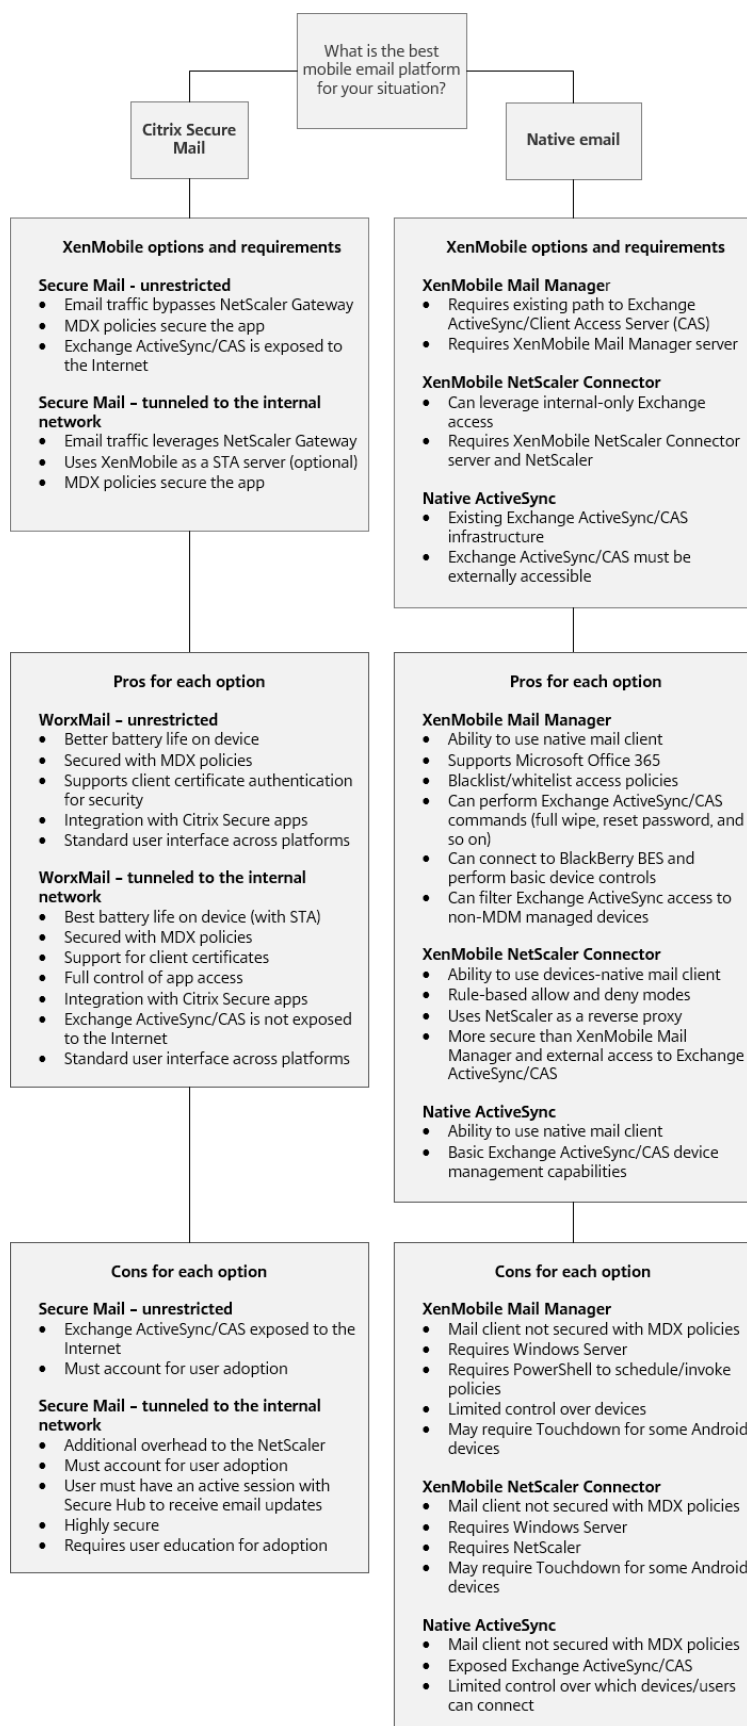 What is the best
mobile email platform
for your situation?
Citrix Secure
Mail
Native email
XenMobile options and requirements
Secure Mail - unrestricted
• Email traffic bypasses NetScaler Gateway
• MDX policies secure the app
• Exchange ActiveSync/CAS is exposed to
the Internet
Secure Mail – tunneled to the internal
network
• Email traffic leverages NetScaler Gateway
• Uses XenMobile as a STA server (optional)
• MDX policies secure the app
XenMobile options and requirements
XenMobile Mail Manager
• Requires existing path to Exchange
ActiveSync/Client Access Server (CAS)
• Requires XenMobile Mail Manager server
XenMobile NetScaler Connector
• Can leverage internal-only Exchange
access
• Requires XenMobile NetScaler Connector
server and NetScaler
Native ActiveSync
• Existing Exchange ActiveSync/CAS
infrastructure
• Exchange ActiveSync/CAS must be
externally accessible
Pros for each option
WorxMail – unrestricted
• Better battery life on device
• Secured with MDX policies
• Supports client certificate authentication
for security
• Integration with Citrix Secure apps
• Standard user interface across platforms
WorxMail – tunneled to the internal
network
• Best battery life on device (with STA)
• Secured with MDX policies
• Support for client certificates
• Full control of app access
• Integration with Citrix Secure apps
• Exchange ActiveSync/CAS is not exposed
to the Internet
• Standard user interface across platforms
Pros for each option
XenMobile Mail Manager
• Ability to use native mail client
• Supports Microsoft Office 365
• Blacklist/whitelist access policies
• Can perform Exchange ActiveSync/CAS
commands (full wipe, reset password, and
so on)
• Can connect to BlackBerry BES and
perform basic device controls
• Can filter Exchange ActiveSync access to
non-MDM managed devices
XenMobile NetScaler Connector
• Ability to use devices-native mail client
• Rule-based allow and deny modes
• Uses NetScaler as a reverse proxy
• More secure than XenMobile Mail
Manager and external access to Exchange
ActiveSync/CAS
Native ActiveSync
• Ability to use native mail client
• Basic Exchange ActiveSync/CAS device
management capabilities
Cons for each option
Secure Mail – unrestricted
• Exchange ActiveSync/CAS exposed to the
Internet
• Must account for user adoption
Secure Mail – tunneled to the internal
network
• Additional overhead to the NetScaler
• Must account for user adoption
• User must have an active session with
Secure Hub to receive email updates
• Highly secure
• Requires user education for adoption
Cons for each option
XenMobile Mail Manager
• Mail client not secured with MDX policies
• Requires Windows Server
• Requires PowerShell to schedule/invoke
policies
• Limited control over devices
• May require Touchdown for some Android
devices
XenMobile NetScaler Connector
• Mail client not secured with MDX policies
• Requires Windows Server
• Requires NetScaler
• May require Touchdown for some Android
devices
Native ActiveSync
• Mail client not secured with MDX policies
• Exposed Exchange ActiveSync/CAS
• Limited control over which devices/users
can connect